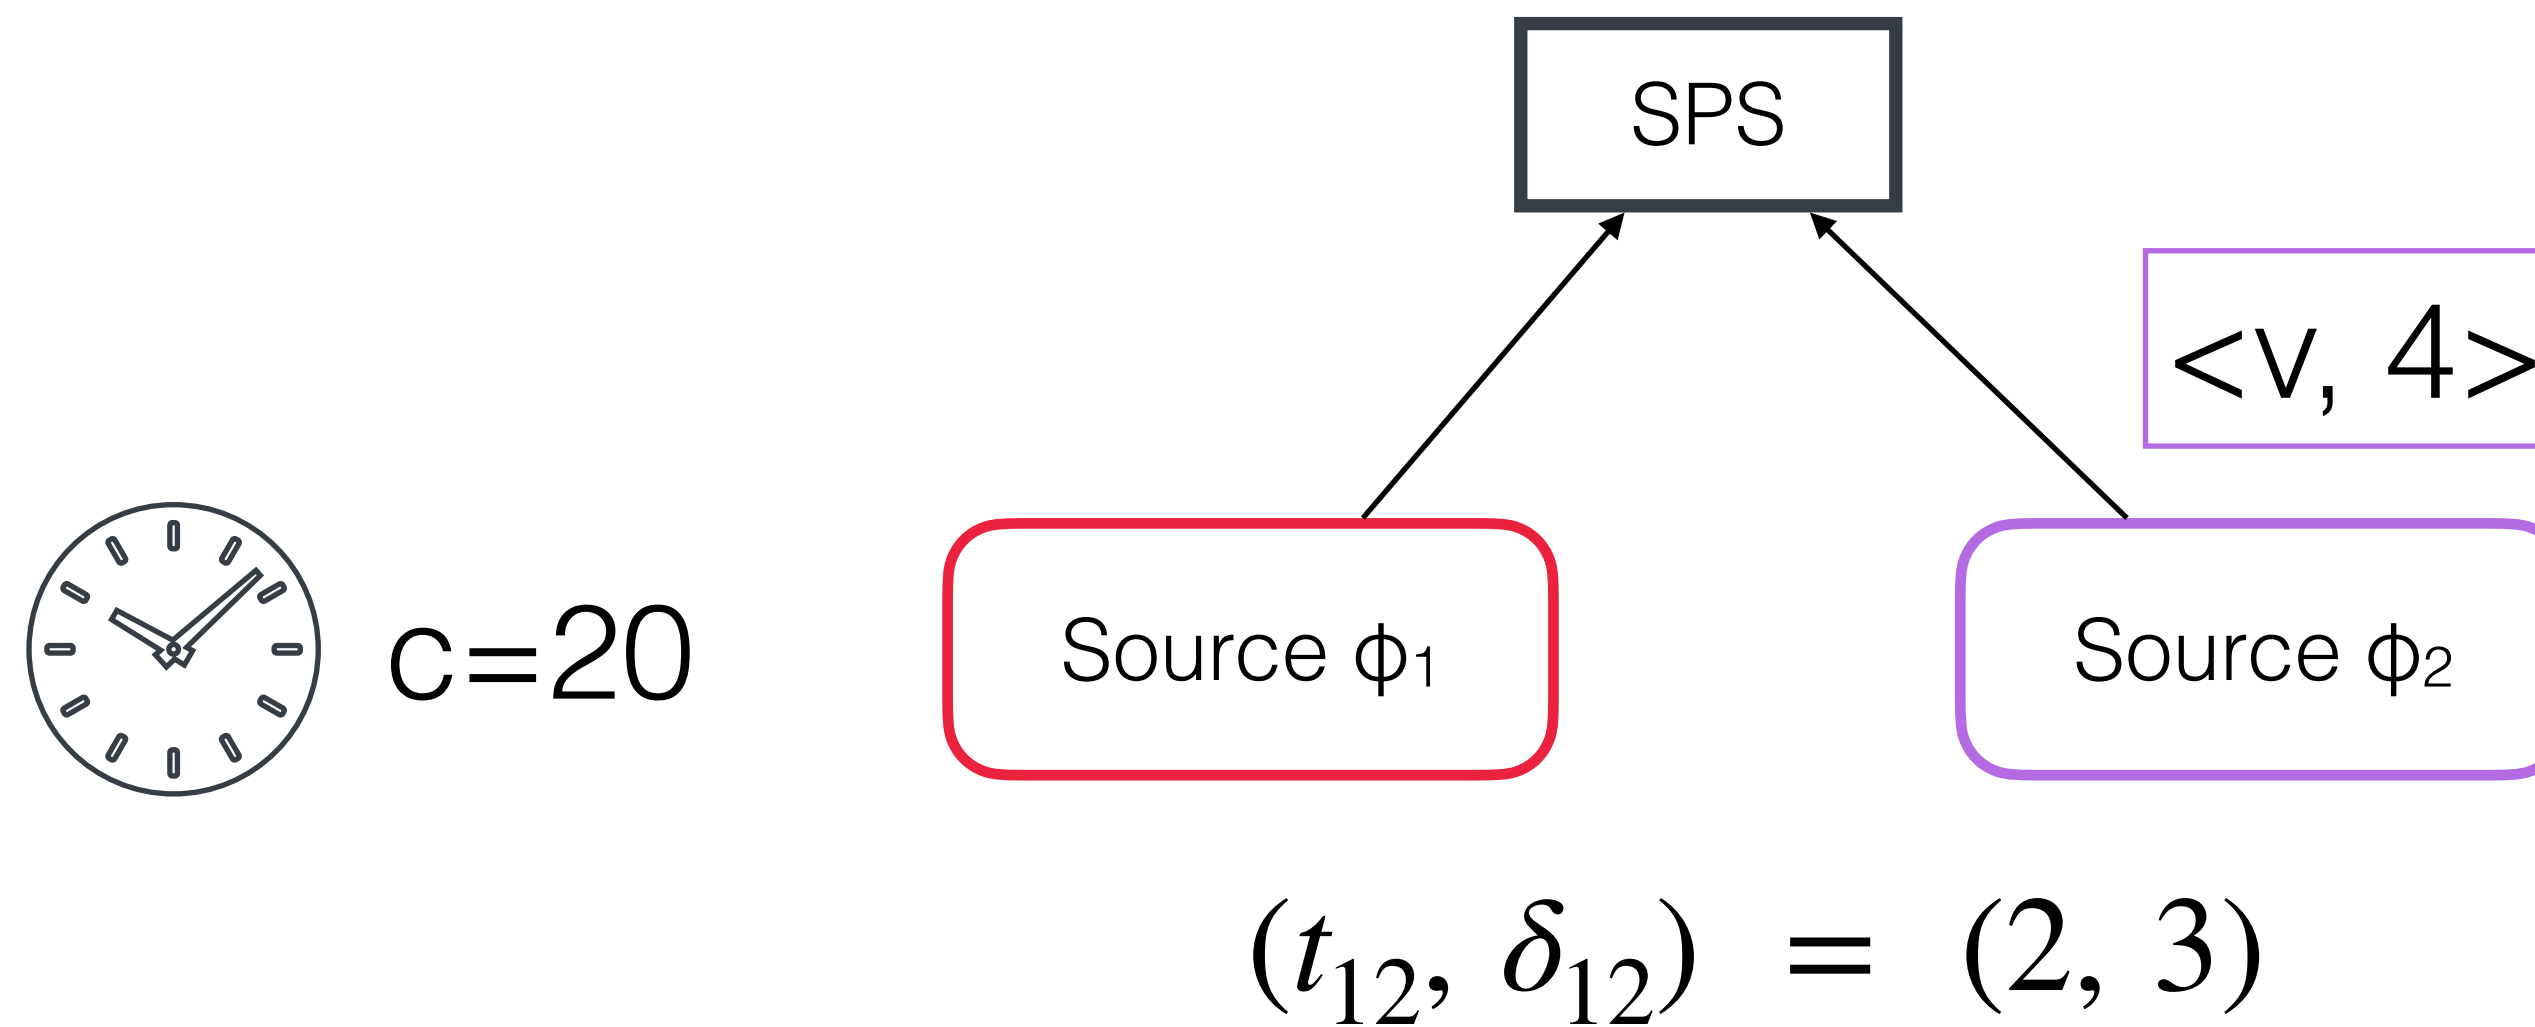 SPS
<v, 4>
c=20
Source ϕ₁
Source ϕ₂
(t₁₂, δ₁₂) = (2, 3)